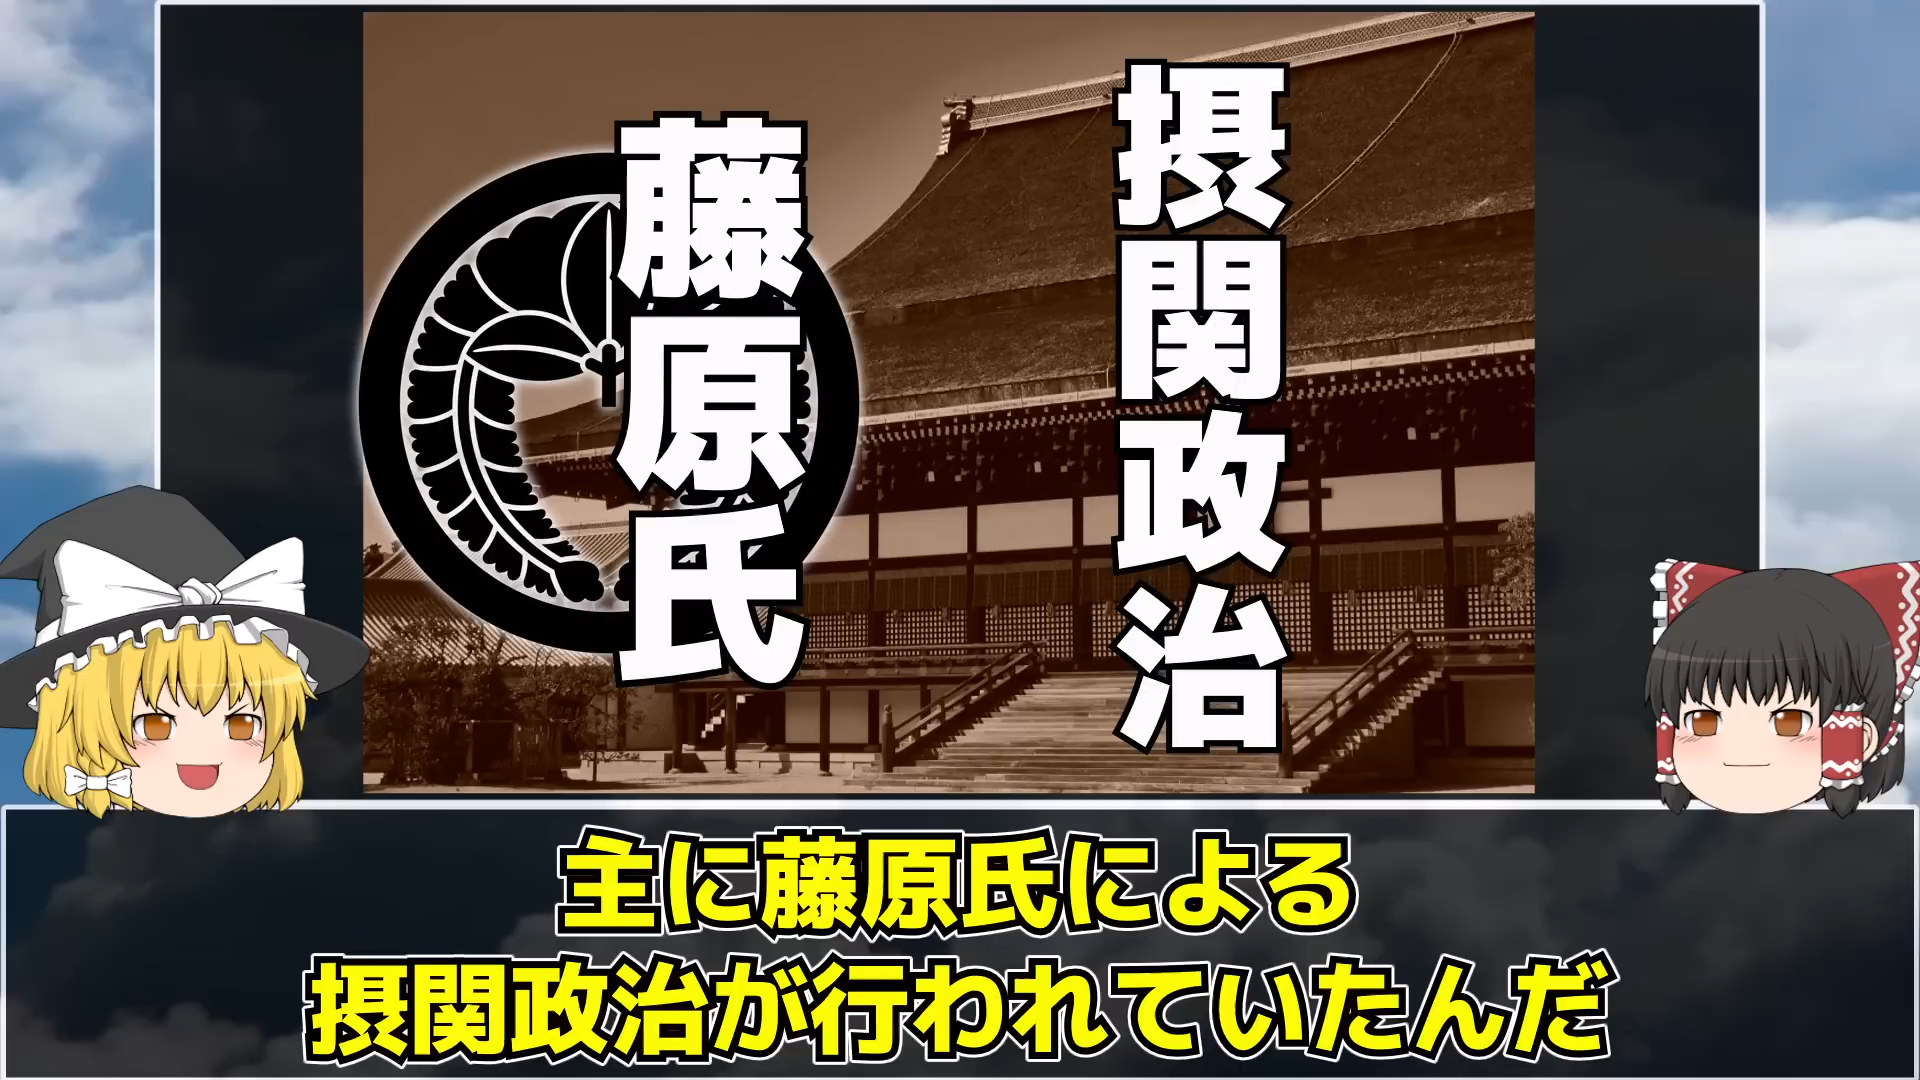 摂関政治
藤原氏
主に藤原氏による
摂関政治が行われていたんだ